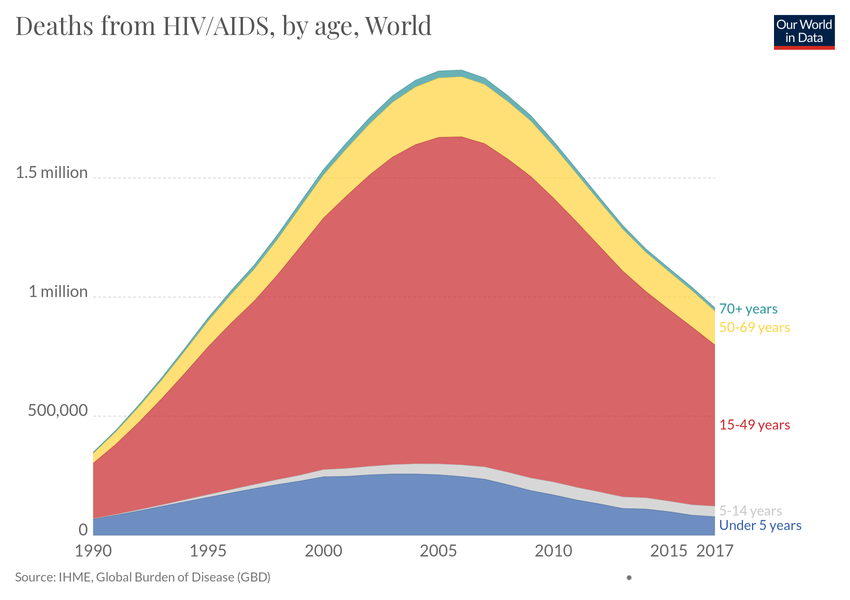 Deaths from HIV/AIDS, by age, World
Our World
in Data
1.5 million
1 million
500,000
0
70+ years
50-69 years
15-49 years
5-14 years
Under 5 years
1990 1995 2000 2005 2010 2015 2017
Source: IHME, Global Burden of Disease (GBD)